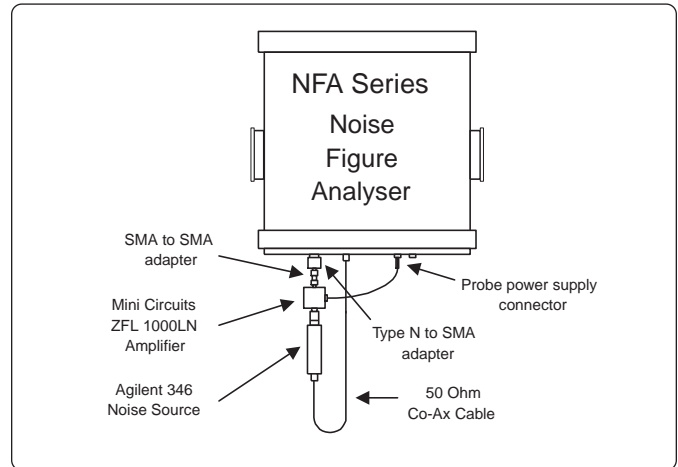 NFA Series
Noise
Figure
Analyser
SMA to SMA
adapter
Mini Circuits
ZFL 1000LN
Amplifier
Agilent 346
Noise Source
Probe power supply
connector
Type N to SMA
adapter
50 Ohm
Co-Ax Cable